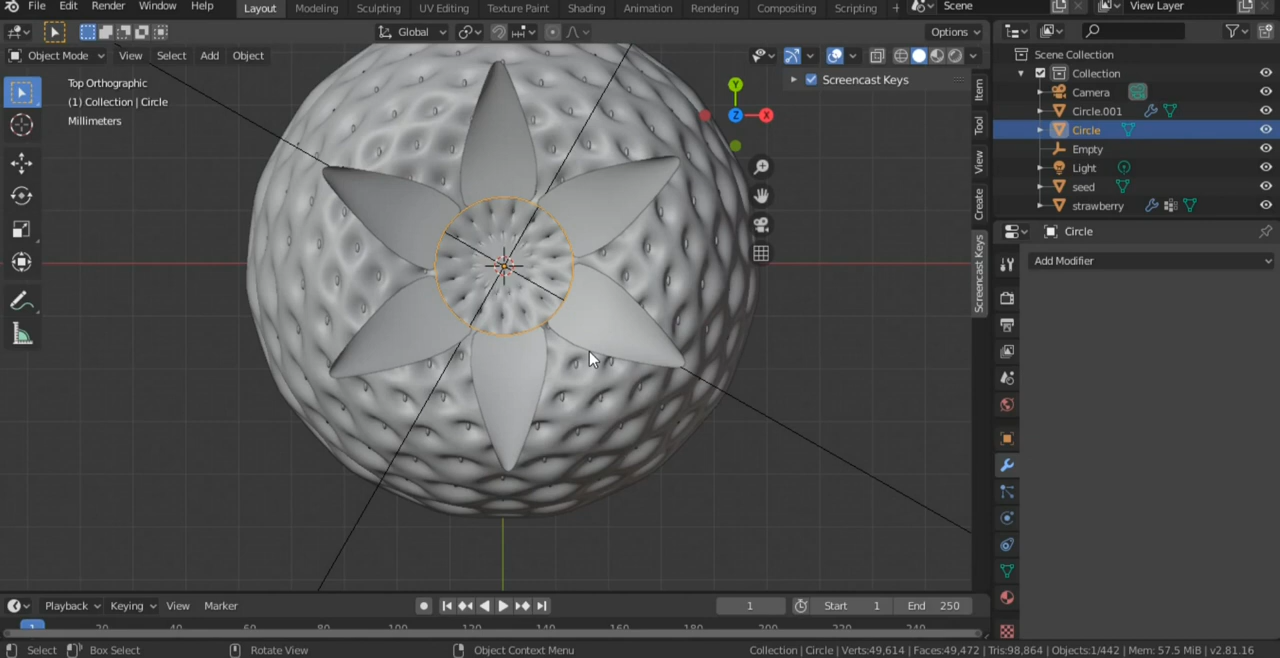 File Edit Render Window Help Layout Modeling Sculpting UV Editing Texture Paint Shading Animation Rendering Compositing Scripting + Scene View Layer
Global Options
Object Mode View Select Add Object
Top Orthographic
(1) Collection | Circle
Millimeters
Screencast Keys
Y
Z X
Item
Tool
View
Create
Screencast Keys
Scene Collection
Collection
Camera
Circle.001
Circle
Empty
Light
seed
strawberry
Circle
Add Modifier
Playback Keying View Marker 1 Start 1 End 250
1 20 40 60 80 100 120 140 160 180 200 220 240
Select Box Select Rotate View Object Context Menu Collection | Circle | Verts:49,614 | Faces:49,472 | Tris:98,864 | Objects:1/442 | Mem: 57.5 MiB | v2.81.16